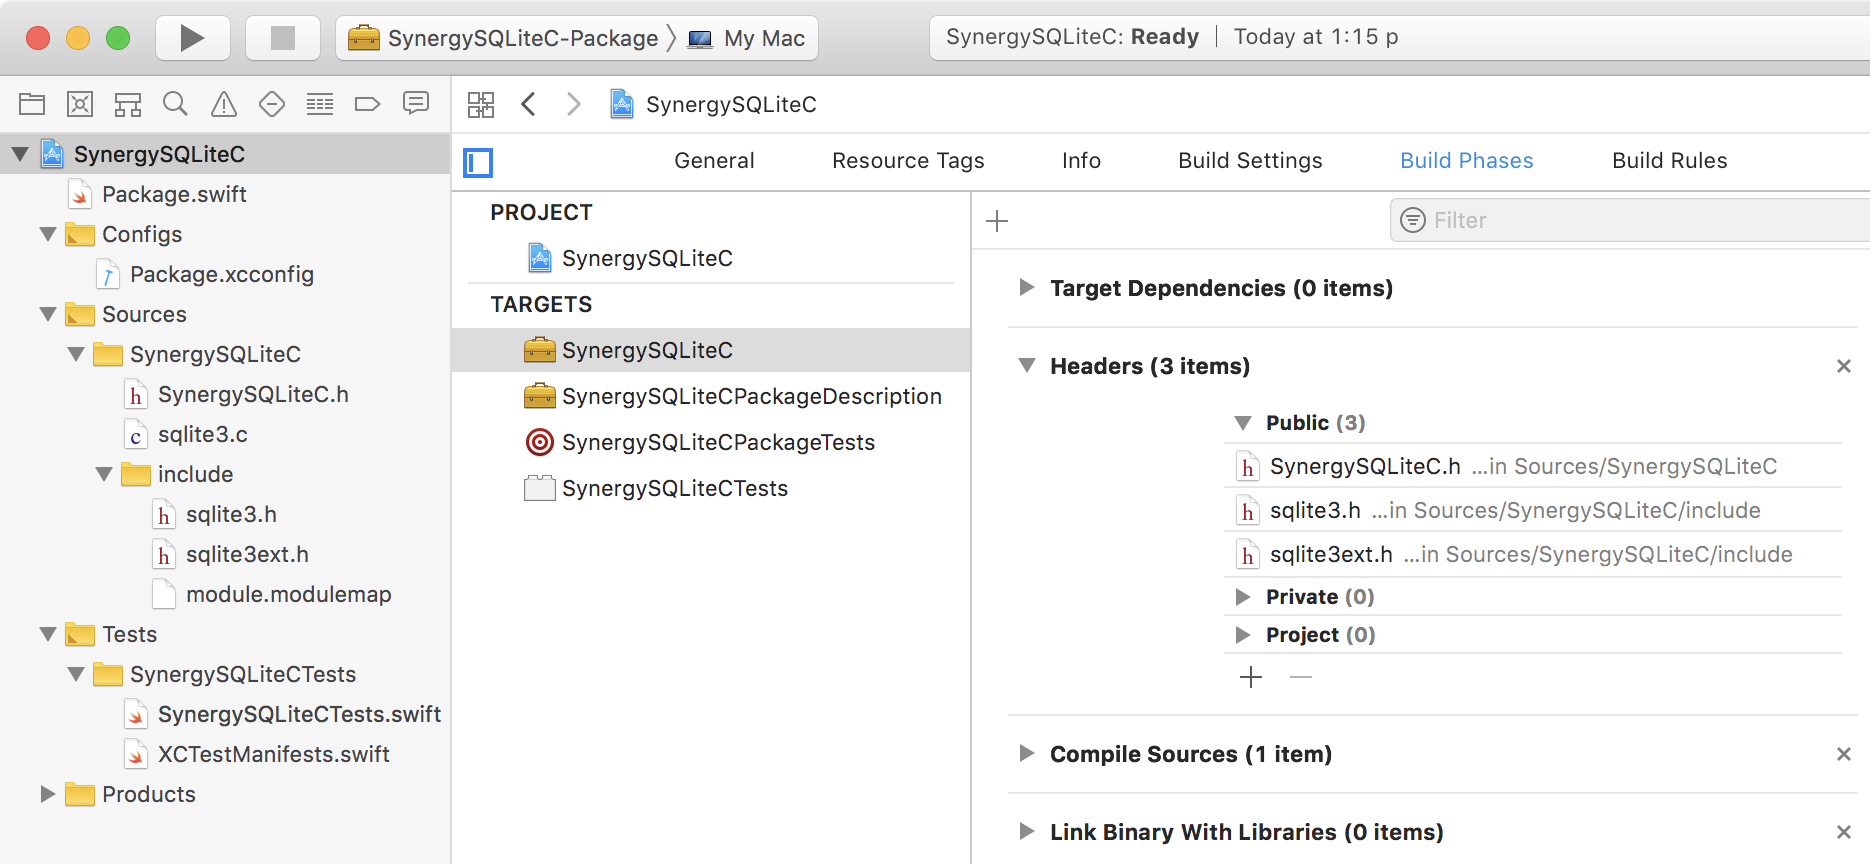 SynergySQLiteC-Package
My Mac
SynergySQLiteC: Ready
Today at 1:15 p
SynergySQLiteC
Package.swift
Configs
Package.xcconfig
Sources
SynergySQLiteC
h SynergySQLiteC.h
c sqlite3.c
include
h sqlite3.h
h sqlite3ext.h
module.modulemap
Tests
SynergySQLiteCTests
SynergySQLiteCTests.swift
XCTestManifests.swift
Products
SynergySQLiteC
General Resource Tags Info Build Settings Build Phases Build Rules
PROJECT
SynergySQLiteC
TARGETS
SynergySQLiteC
SynergySQLiteCPackageDescription
SynergySQLiteCPackageTests
SynergySQLiteCTests
Filter
Target Dependencies (0 items)
Headers (3 items)
Public (3)
h SynergySQLiteC.h ...in Sources/SynergySQLiteC
h sqlite3.h ...in Sources/SynergySQLiteC/include
h sqlite3ext.h ...in Sources/SynergySQLiteC/include
Private (0)
Project (0)
Compile Sources (1 item)
Link Binary With Libraries (0 items)